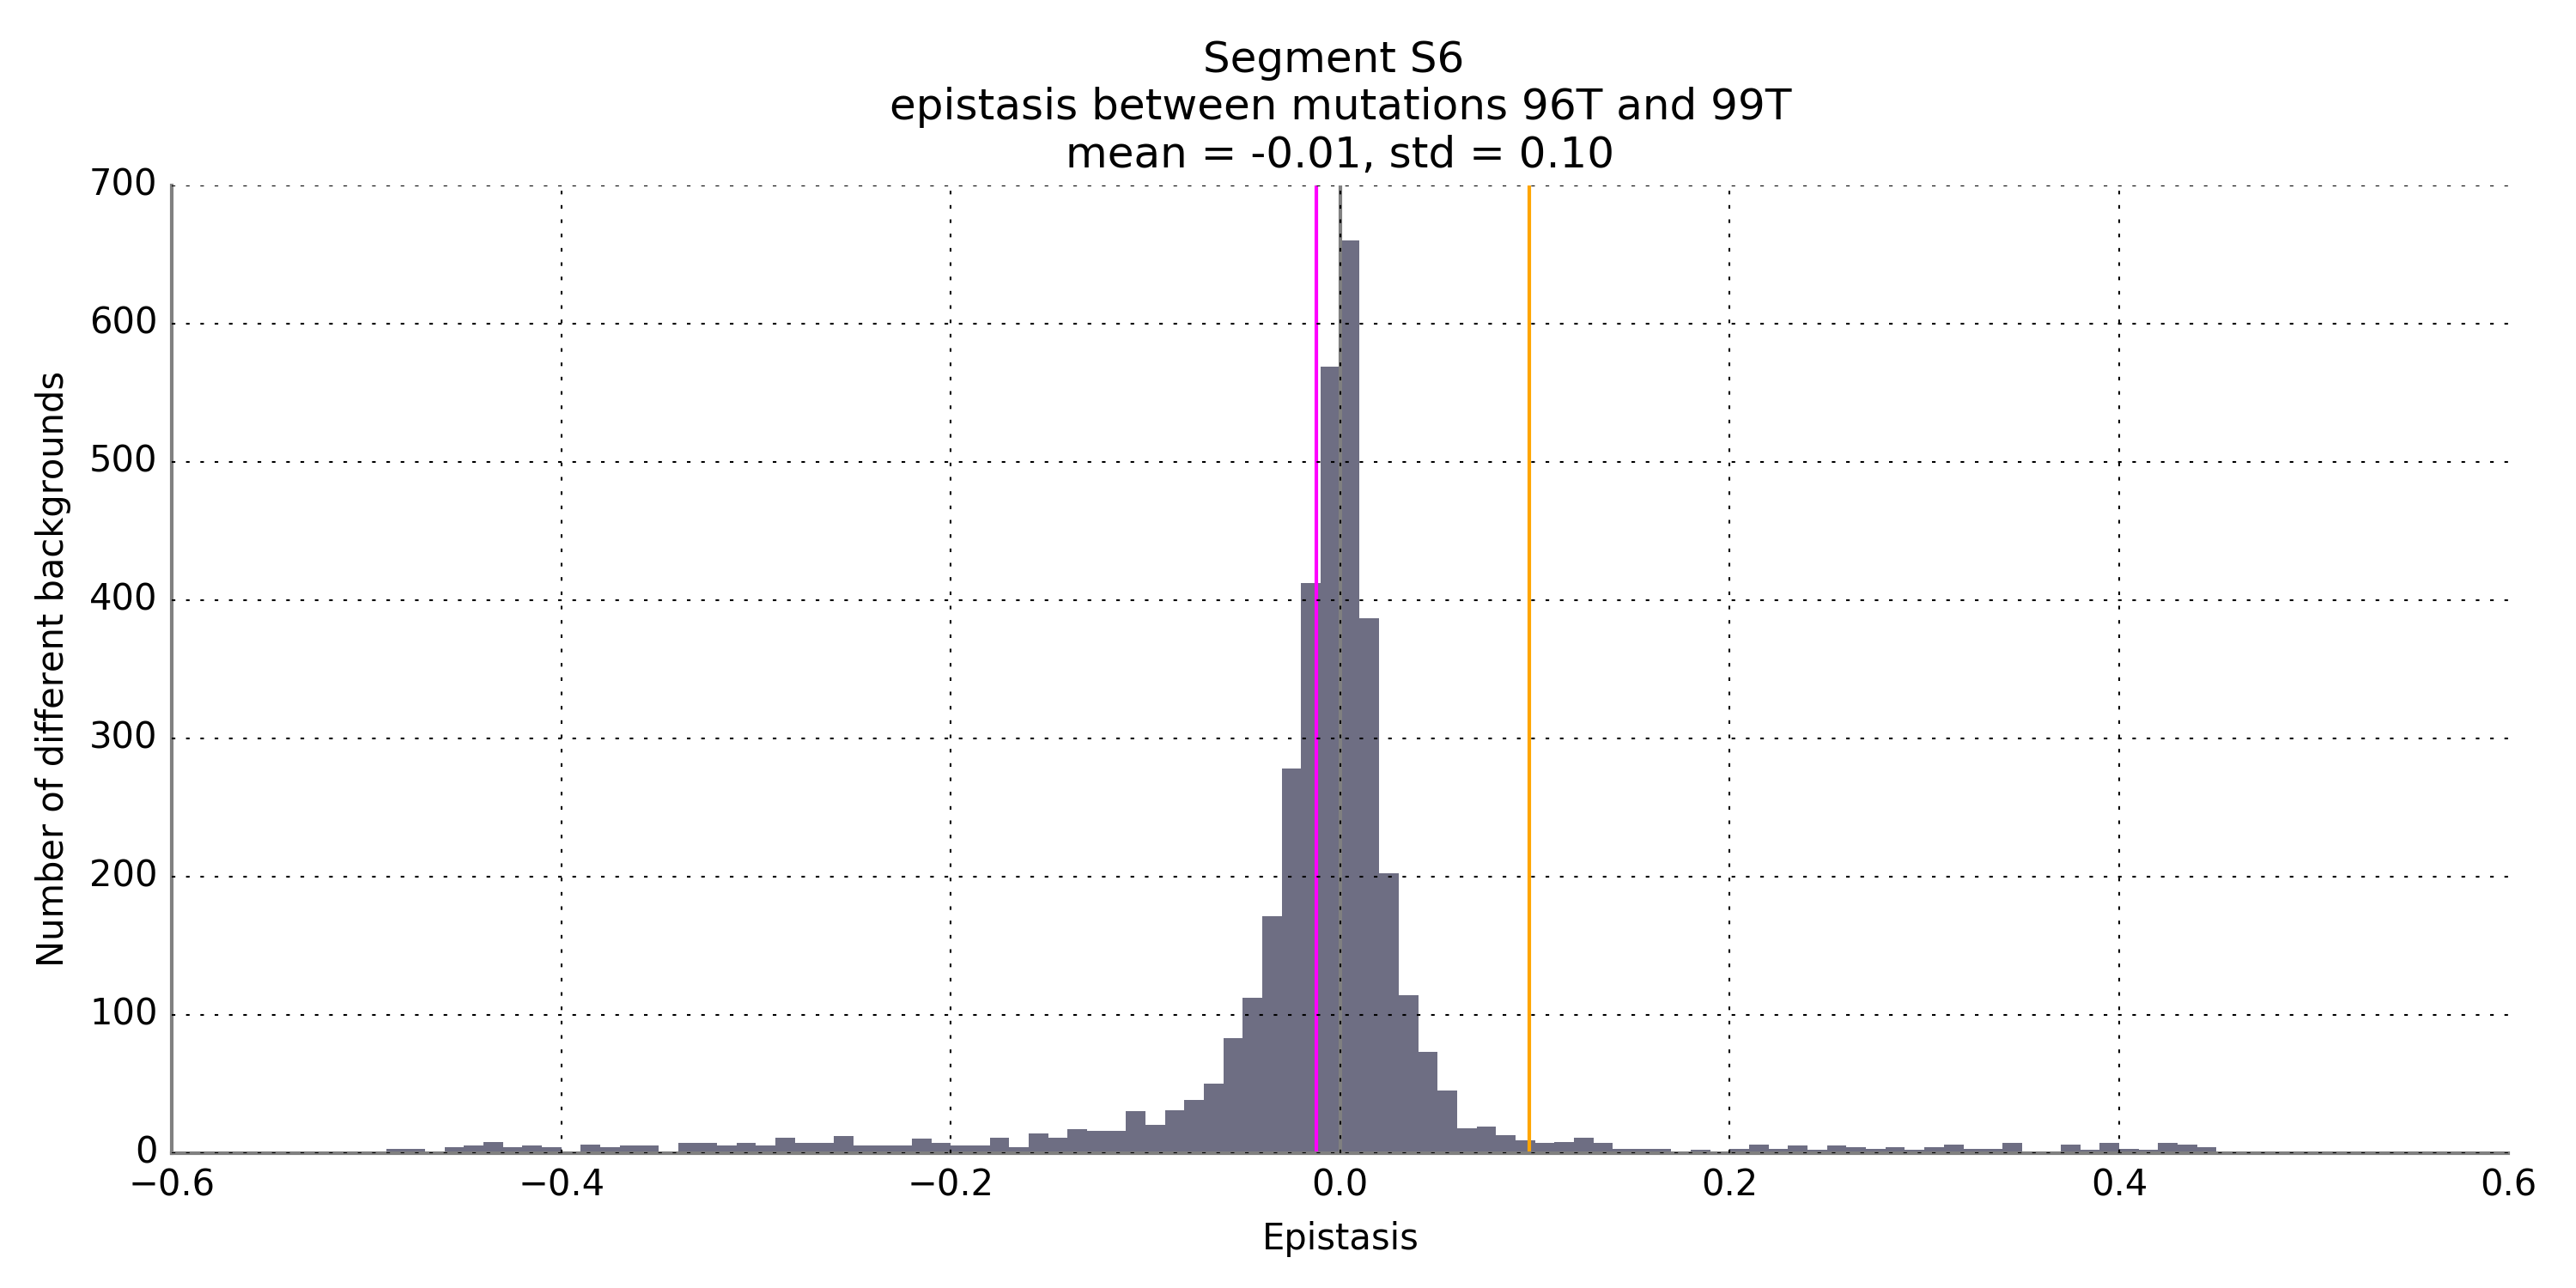 Segment S6
epistasis between mutations 96T and 99T
mean = -0.01, std = 0.10
700
600
500
400
300
200
100
0
Number of different backgrounds
−0.6 −0.4 −0.2 0.0 0.2 0.4 0.6
Epistasis